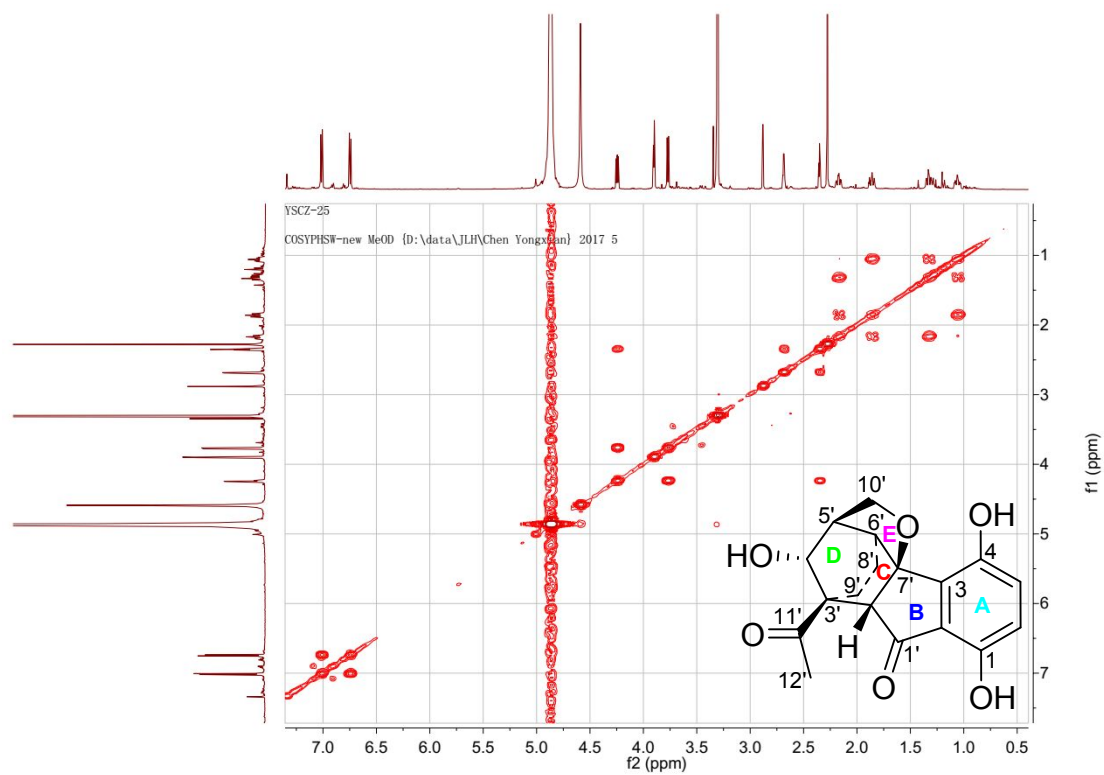 YSCZ-25
COSYPHSW-new MeOD {D:\data\JLH\Chen Yongxuan} 2017 5
1
2
3
4
5
6
7
f1 (ppm)
10'
5'
6'
O
OH
E
4
HO
D
8'
C
7'
3
9'
A
B
11'
3'
O
H
1'
1
12'
O
OH
7.0 6.5 6.0 5.5 5.0 4.5 4.0 3.5 3.0 2.5 2.0 1.5 1.0 0.5
f2 (ppm)